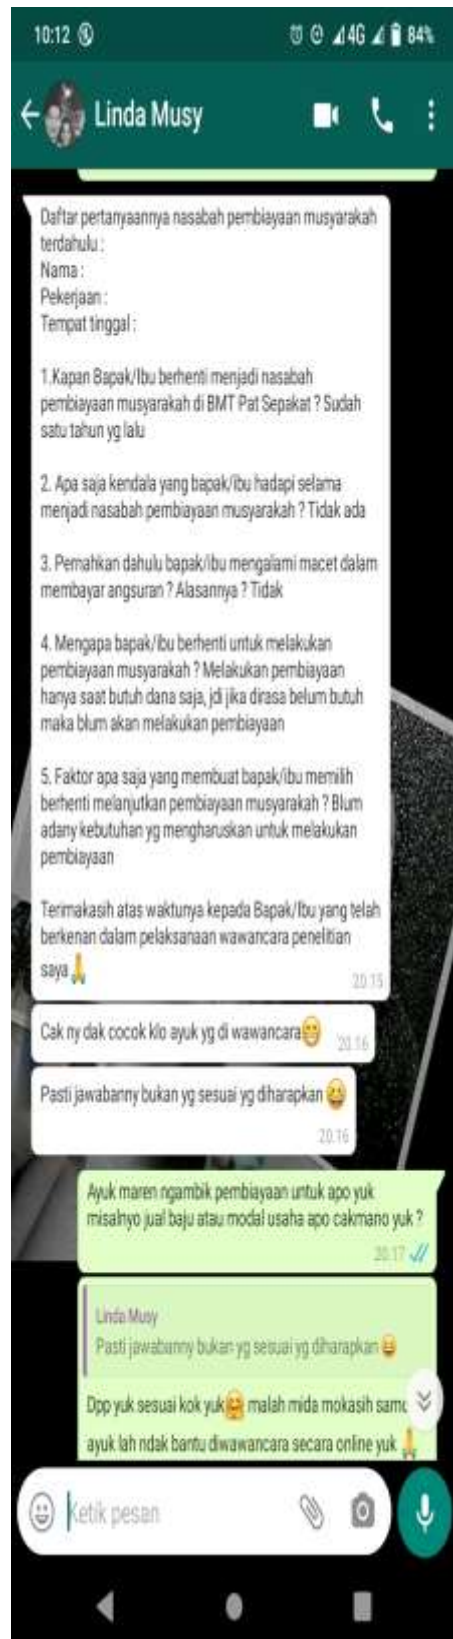 10:12
4G 84%
Linda Musy
Daftar pertanyaannya nasabah pembiayaan musyarakah
terdahulu :
Nama :
Pekerjaan :
Tempat tinggal :
1.Kapan Bapak/Ibu berhenti menjadi nasabah
pembiayaan musyarakah di BMT Pat Sepakat ? Sudah
satu tahun yg lalu
2. Apa saja kendala yang bapak/ibu hadapi selama
menjadi nasabah pembiayaan musyarakah ? Tidak ada
3. Pernahkan dahulu bapak/ibu mengalami macet dalam
membayar angsuran ? Alasannya ? Tidak
4. Mengapa bapak/ibu berhenti untuk melakukan
pembiayaan musyarakah ? Melakukan pembiayaan
hanya saat butuh dana saja, jdi jika dirasa belum butuh
maka blum akan melakukan pembiayaan
5. Faktor apa saja yang membuat bapak/ibu memilih
berhenti melanjutkan pembiayaan musyarakah ? Blum
adany kebutuhan yg mengharuskan untuk melakukan
pembiayaan
Terimakasih atas waktunya kepada Bapak/Ibu yang telah
berkenan dalam pelaksanaan wawancara penelitian
saya 🙏
20.15
Cak ny dak cocok klo ayuk yg di wawancara😁 20.16
Pasti jawabanny bukan yg sesuai yg diharapkan 😆
20.16
Ayuk maren ngambik pembiayaan untuk apo yuk
misalnyo jual baju atau modal usaha apo cakmano yuk ?
20.17
Linda Musy
Pasti jawabanny bukan yg sesuai yg diharapkan 😆
Dpp yuk sesuai kok yuk🤗 malah mida mokasih samo
ayuk lah ndak bantu diwawancara secara online yuk 🙏
Ketik pesan